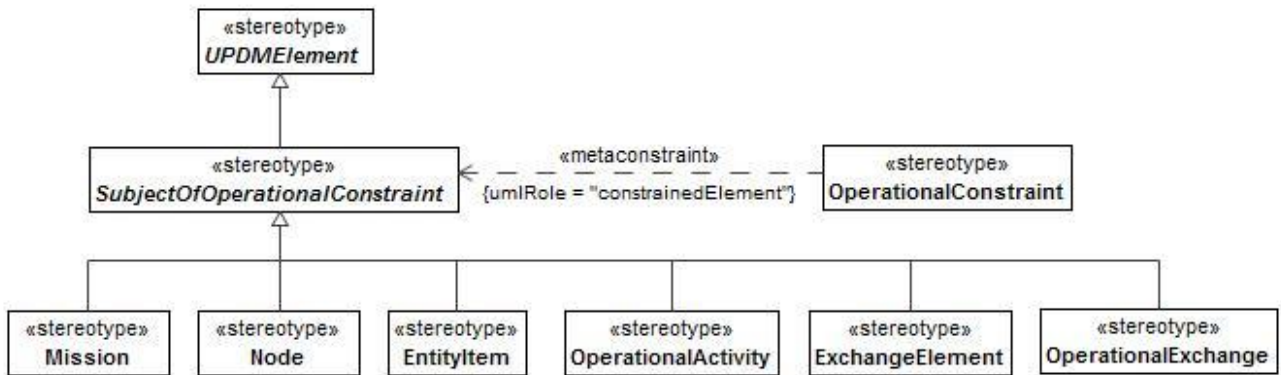 «stereotype»
UPDMElement
«stereotype»
SubjectOfOperationalConstraint
«metaconstraint»
{umlRole = "constrainedElement"}
«stereotype»
OperationalConstraint
«stereotype»
Mission
«stereotype»
Node
«stereotype»
EntityItem
«stereotype»
OperationalActivity
«stereotype»
ExchangeElement
«stereotype»
OperationalExchange